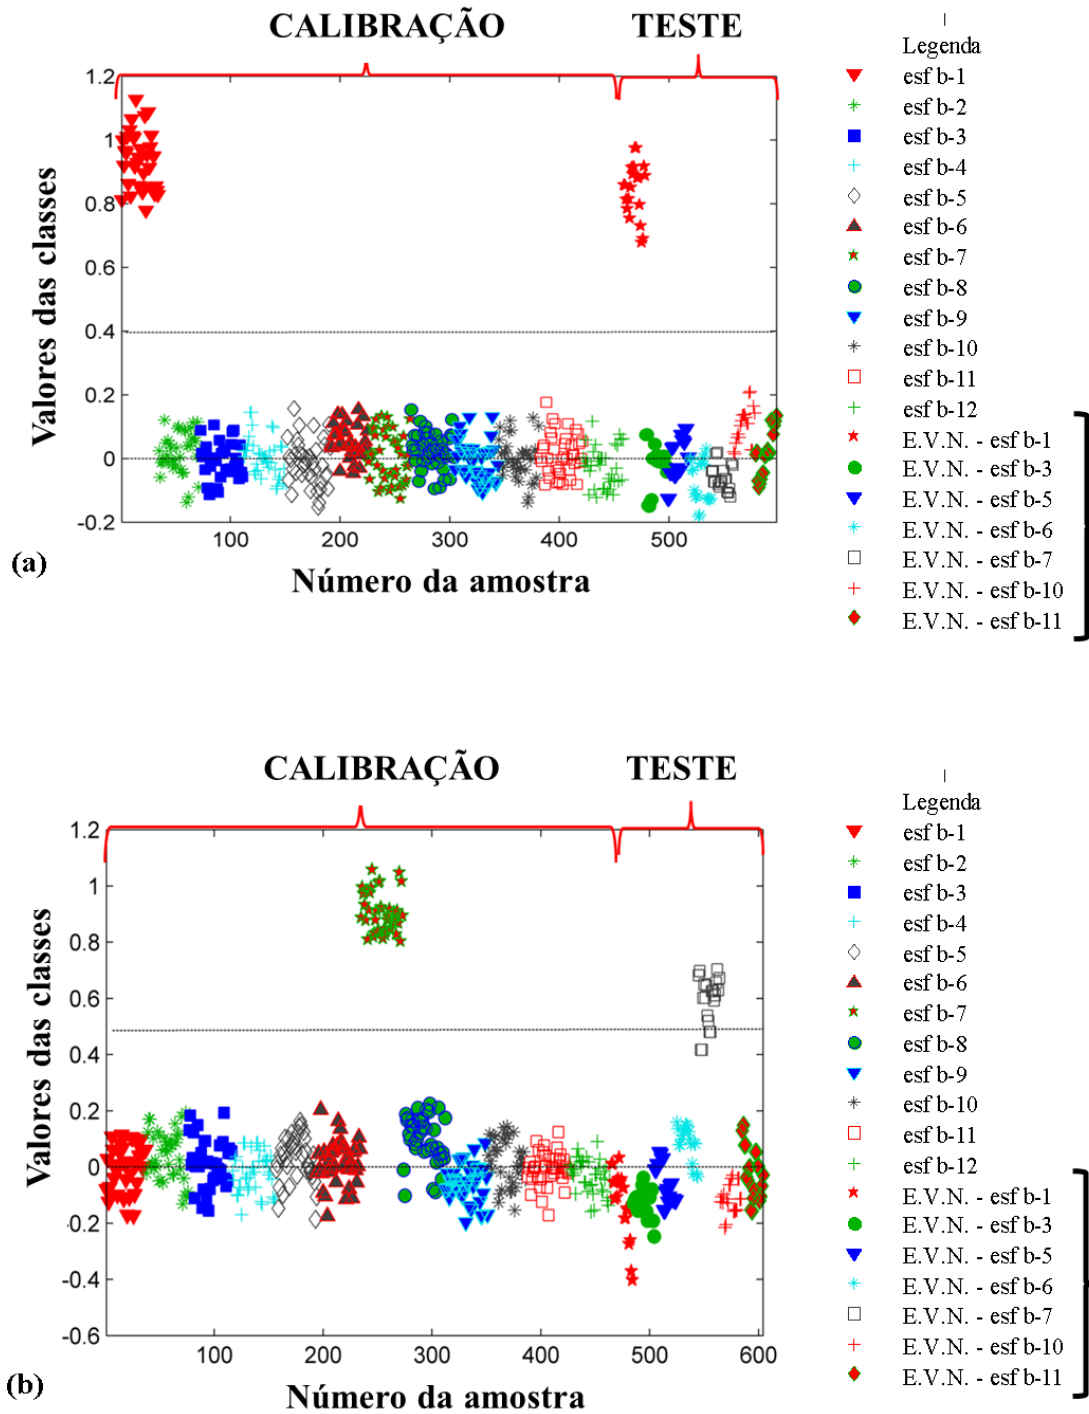 CALIBRAÇÃO TESTE
Legenda
esf b-1
esf b-2
esf b-3
esf b-4
esf b-5
esf b-6
esf b-7
esf b-8
esf b-9
esf b-10
esf b-11
esf b-12
E.V.N. - esf b-1
E.V.N. - esf b-3
E.V.N. - esf b-5
E.V.N. - esf b-6
E.V.N. - esf b-7
E.V.N. - esf b-10
E.V.N. - esf b-11
Valores das classes
1.2
1
0.8
0.6
0.4
0.2
0
-0.2
100 200 300 400 500
(a)
Número da amostra
CALIBRAÇÃO TESTE
Legenda
esf b-1
esf b-2
esf b-3
esf b-4
esf b-5
esf b-6
esf b-7
esf b-8
esf b-9
esf b-10
esf b-11
esf b-12
E.V.N. - esf b-1
E.V.N. - esf b-3
E.V.N. - esf b-5
E.V.N. - esf b-6
E.V.N. - esf b-7
E.V.N. - esf b-10
E.V.N. - esf b-11
Valores das classes
1.2
1
0.8
0.6
0.4
0.2
0
-0.2
-0.4
-0.6
100 200 300 400 500 600
(b)
Número da amostra